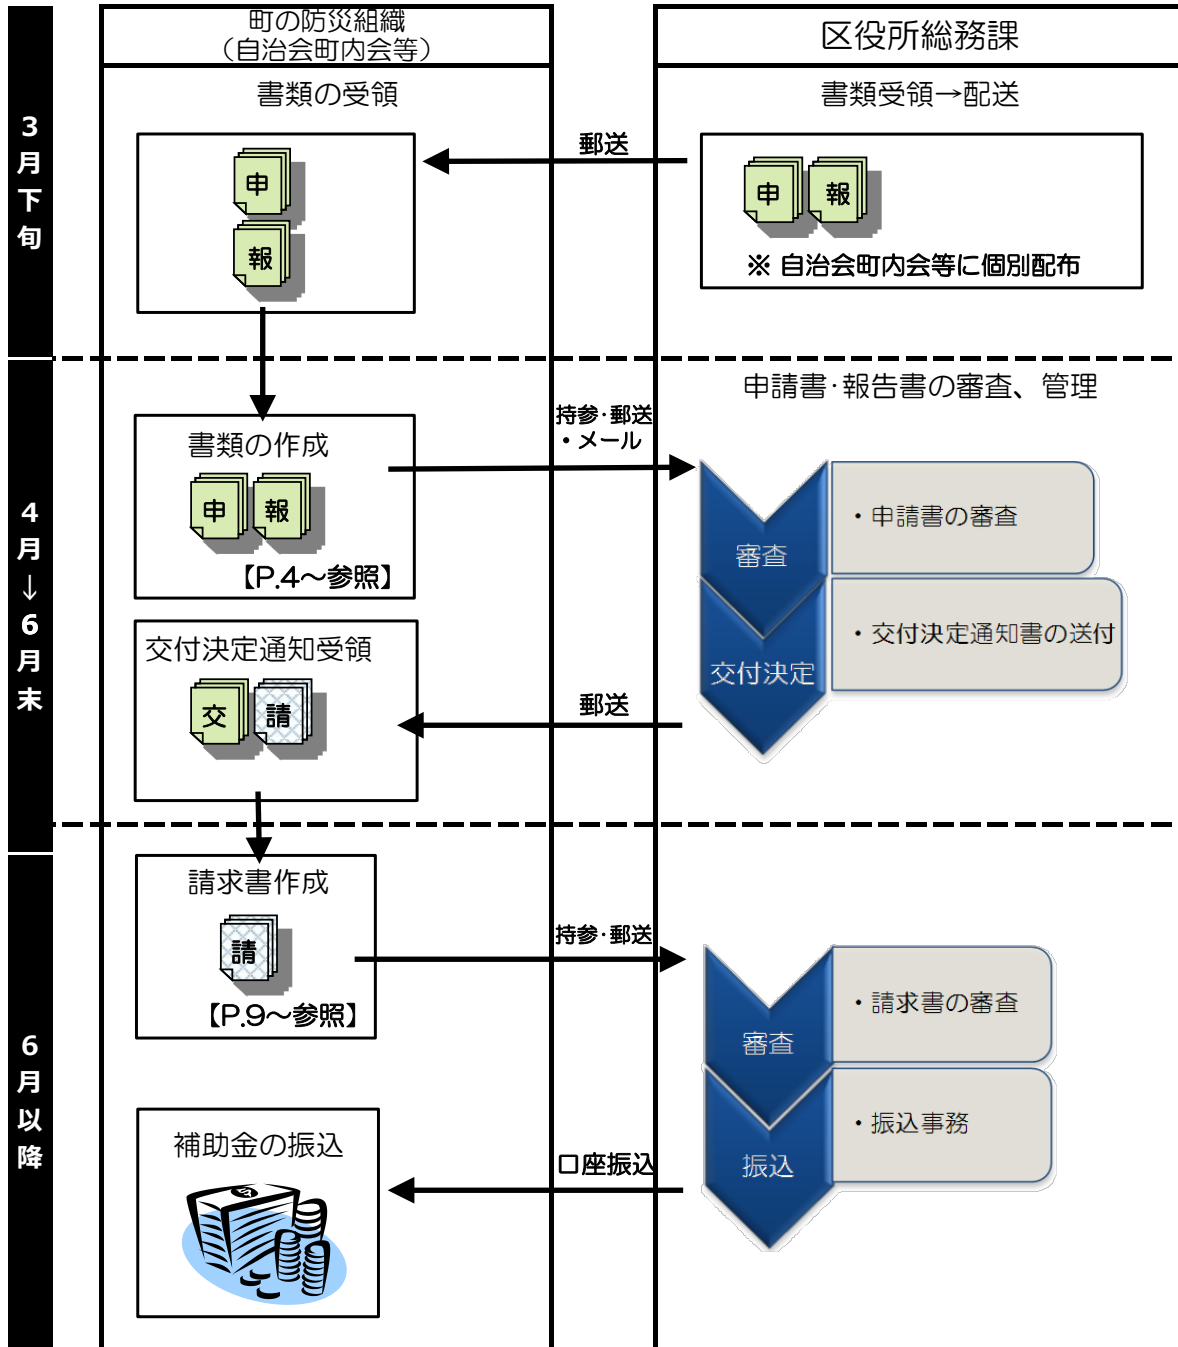 町の防災組織
（自治会町内会等）
区役所総務課
3月下旬
書類の受領
書類受領→配送
郵送
申
報
申
報
※ 自治会町内会等に個別配布
4月→6月末
申請書・報告書の審査、管理
書類の作成
申
報
【P.4～参照】
持参・郵送
・メール
審査
・申請書の審査
交付決定
・交付決定通知書の送付
交付決定通知受領
交
請
郵送
6月以降
請求書作成
請
【P.9～参照】
持参・郵送
審査
・請求書の審査
振込
・振込事務
補助金の振込
口座振込